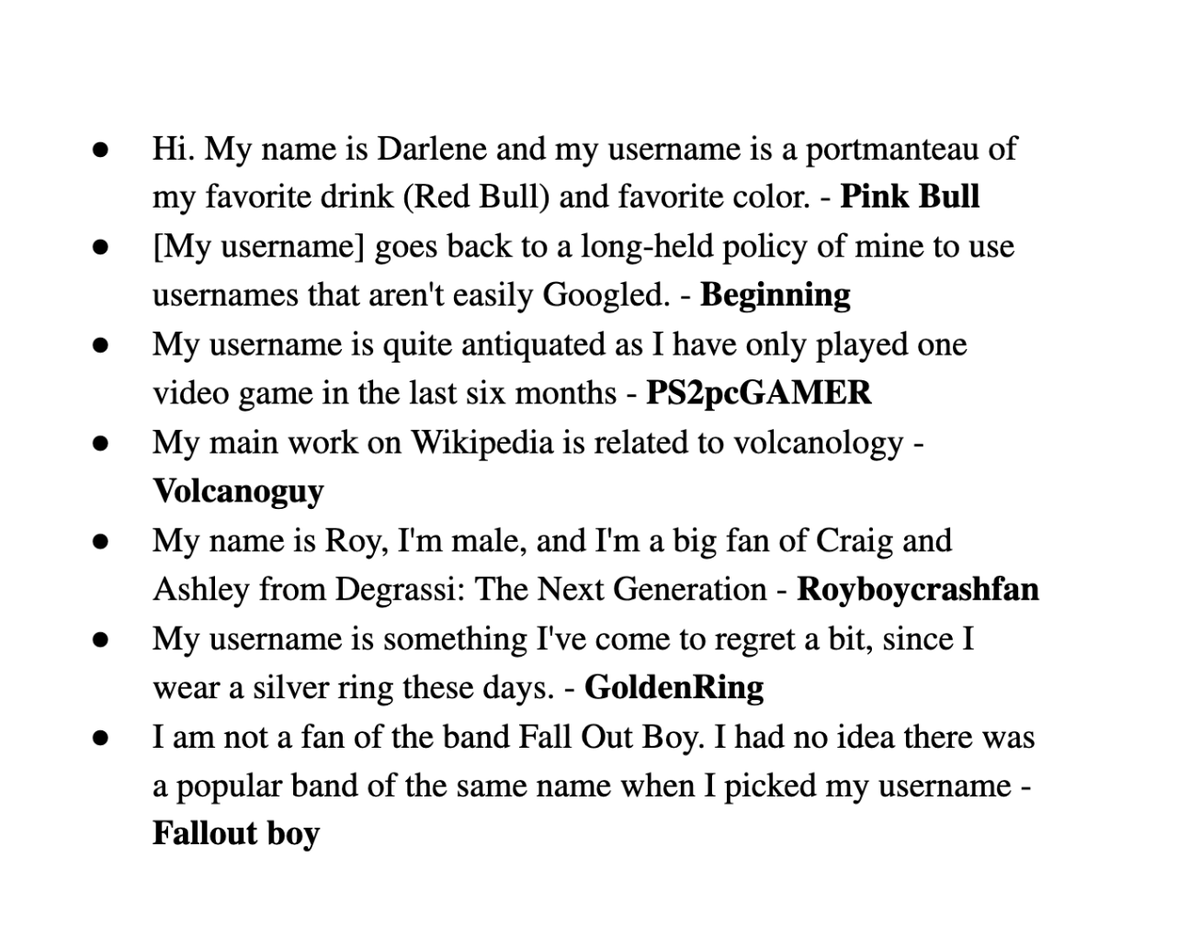 ● Hi. My name is Darlene and my username is a portmanteau of
my favorite drink (Red Bull) and favorite color. - Pink Bull
● [My username] goes back to a long-held policy of mine to use
usernames that aren't easily Googled. - Beginning
● My username is quite antiquated as I have only played one
video game in the last six months - PS2pcGAMER
● My main work on Wikipedia is related to volcanology -
Volcanoguy
● My name is Roy, I'm male, and I'm a big fan of Craig and
Ashley from Degrassi: The Next Generation - Royboycrashfan
● My username is something I've come to regret a bit, since I
wear a silver ring these days. - GoldenRing
● I am not a fan of the band Fall Out Boy. I had no idea there was
a popular band of the same name when I picked my username -
Fallout boy